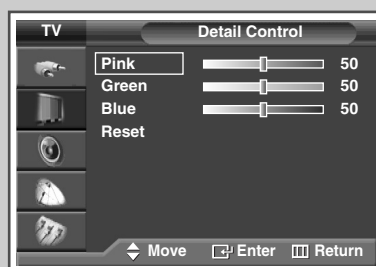 TV Detail Control
Pink 50
Green 50
Blue 50
Reset
Move Enter Return